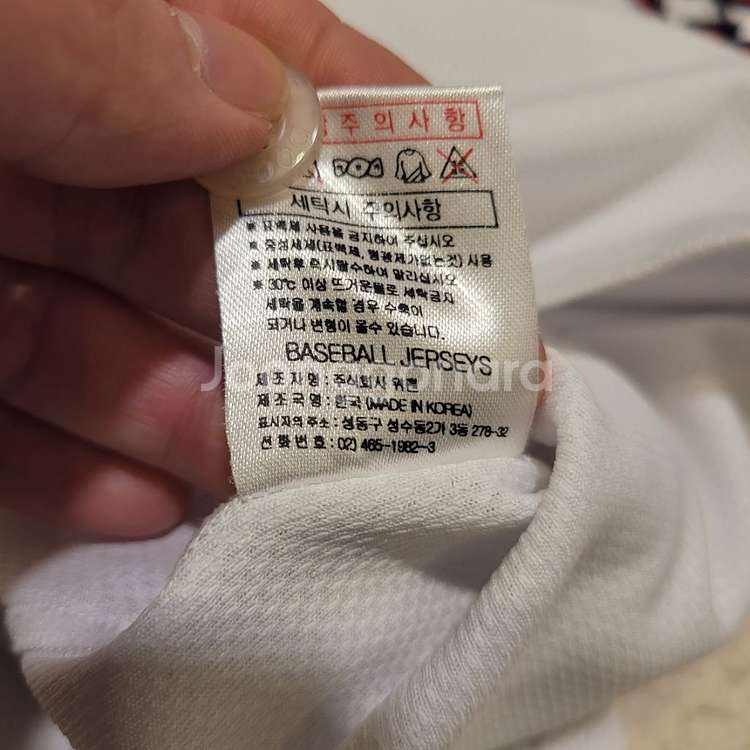 주의사항
세탁시 주의사항
* 표백제 사용을 금지하여 주십시오
* 중성세제(표백제, 형광제가없는것) 사용
* 세탁후 즉시탈수하여 말리십시오
* 30℃ 이상 뜨거운물로 세탁금지
세탁을 계속할 경우 수축이
되거나 변형이 올수 있습니다.
BASEBALL JERSEYS
제 조 자 명 : 주식회사 위팬
제 조 국 명 : 한국 (MADE IN KOREA)
표시자의 주소 : 성동구 성수동2가 3동 278-32
전 화 번 호 : 02) 465-1982~3